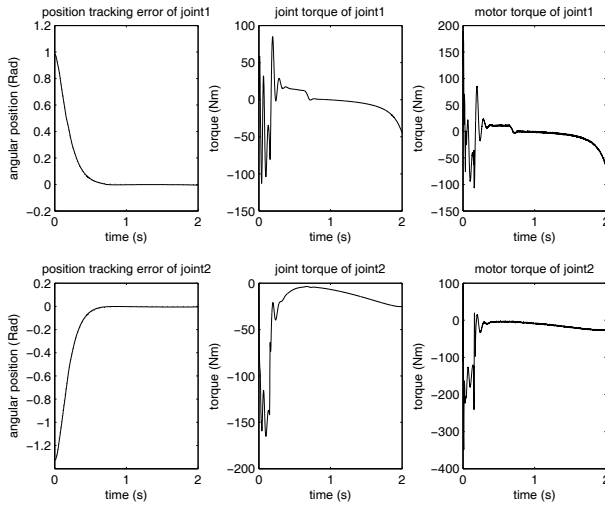 position tracking error of joint1
1.2
1
0.8
0.6
0.4
0.2
0
−0.2
0 1 2
angular position (Rad)
time (s)
joint torque of joint1
100
50
0
−50
−100
−150
0 1 2
torque (Nm)
time (s)
motor torque of joint1
200
150
100
50
0
−50
−100
−150
0 1 2
torque (Nm)
time (s)
position tracking error of joint2
0.2
0
−0.2
−0.4
−0.6
−0.8
−1
−1.2
0 1 2
angular position (Rad)
time (s)
joint torque of joint2
0
−50
−100
−150
−200
0 1 2
torque (Nm)
time (s)
motor torque of joint2
100
0
−100
−200
−300
−400
0 1 2
torque (Nm)
time (s)